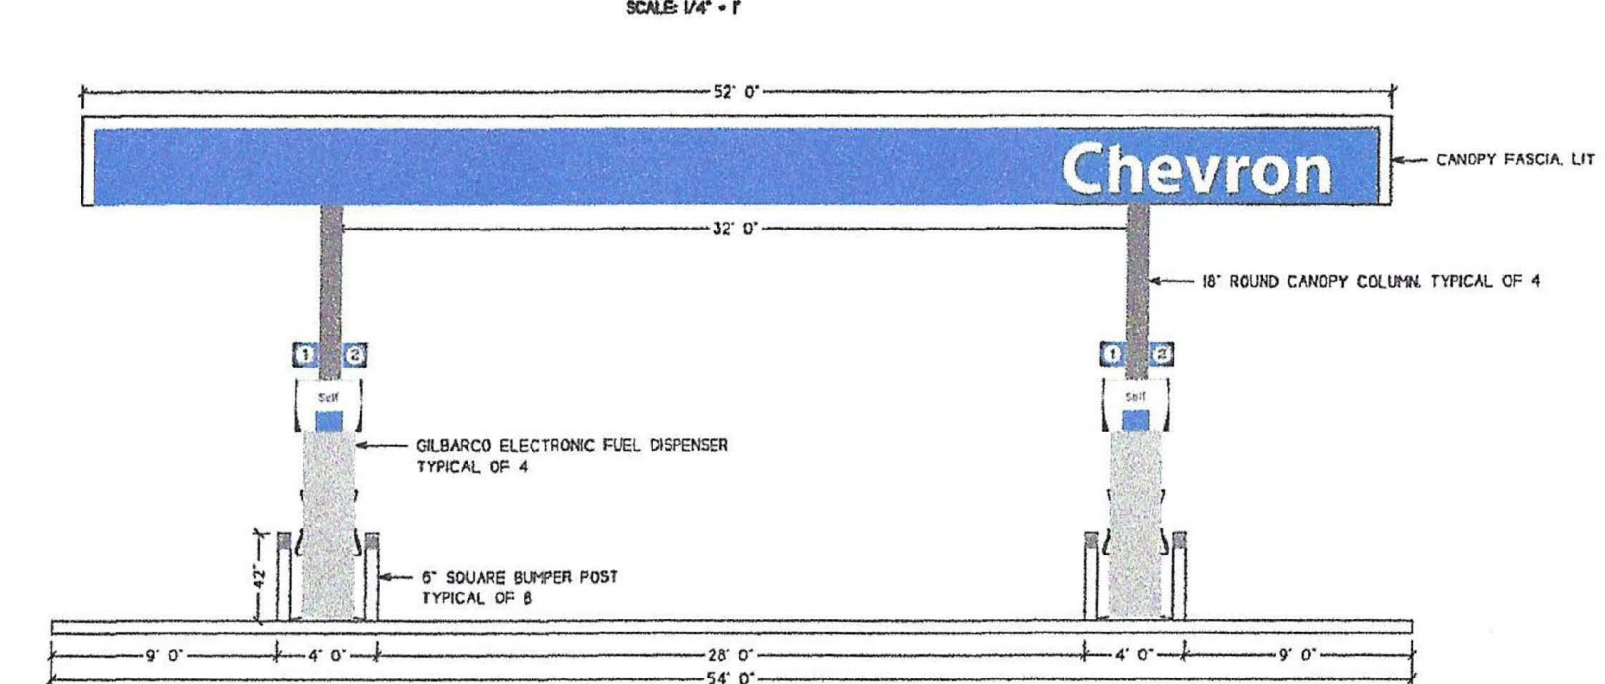 SCALE: 1/4" = 1'
52' 0"
Chevron
CANOPY FASCIA, LIT
32' 0"
18" ROUND CANOPY COLUMN, TYPICAL OF 4
1 2
1 2
Self
Self
GILBARCO ELECTRONIC FUEL DISPENSER
TYPICAL OF 4
42"
6" SQUARE BUMPER POST
TYPICAL OF 8
9' 0" 4' 0" 28' 0" 4' 0" 9' 0"
54' 0"